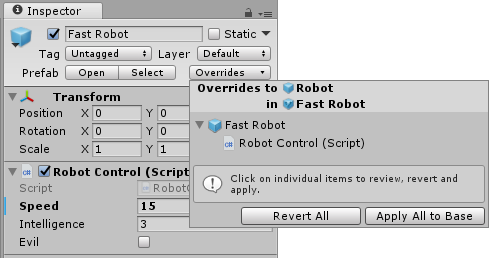 Inspector
Fast Robot Static
Tag Untagged Layer Default
Prefab Open Select Overrides
Overrides to Robot
in Fast Robot
Fast Robot
Robot Control (Script)
Click on individual items to review, revert and
apply.
Revert All Apply All to Base
Transform
Position X 0 Y 0
Rotation X 0 Y 0
Scale X 1 Y 1
Robot Control (Script)
Script
Speed 15
Intelligence 3
Evil